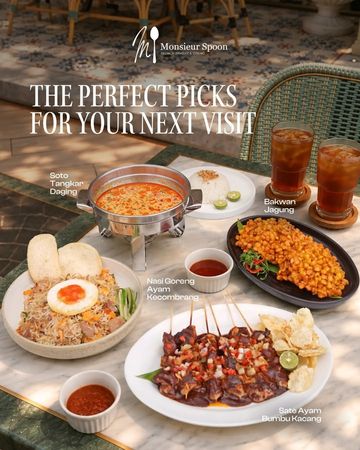 Monsieur Spoon
THE PERFECT PICKS
FOR YOUR NEXT VISIT
Soto
Tangkar
Daging
Bakwan
Jagung
Nasi Goreng
Ayam
Kecombrang
Sate Ayam
Bumbu Kacang